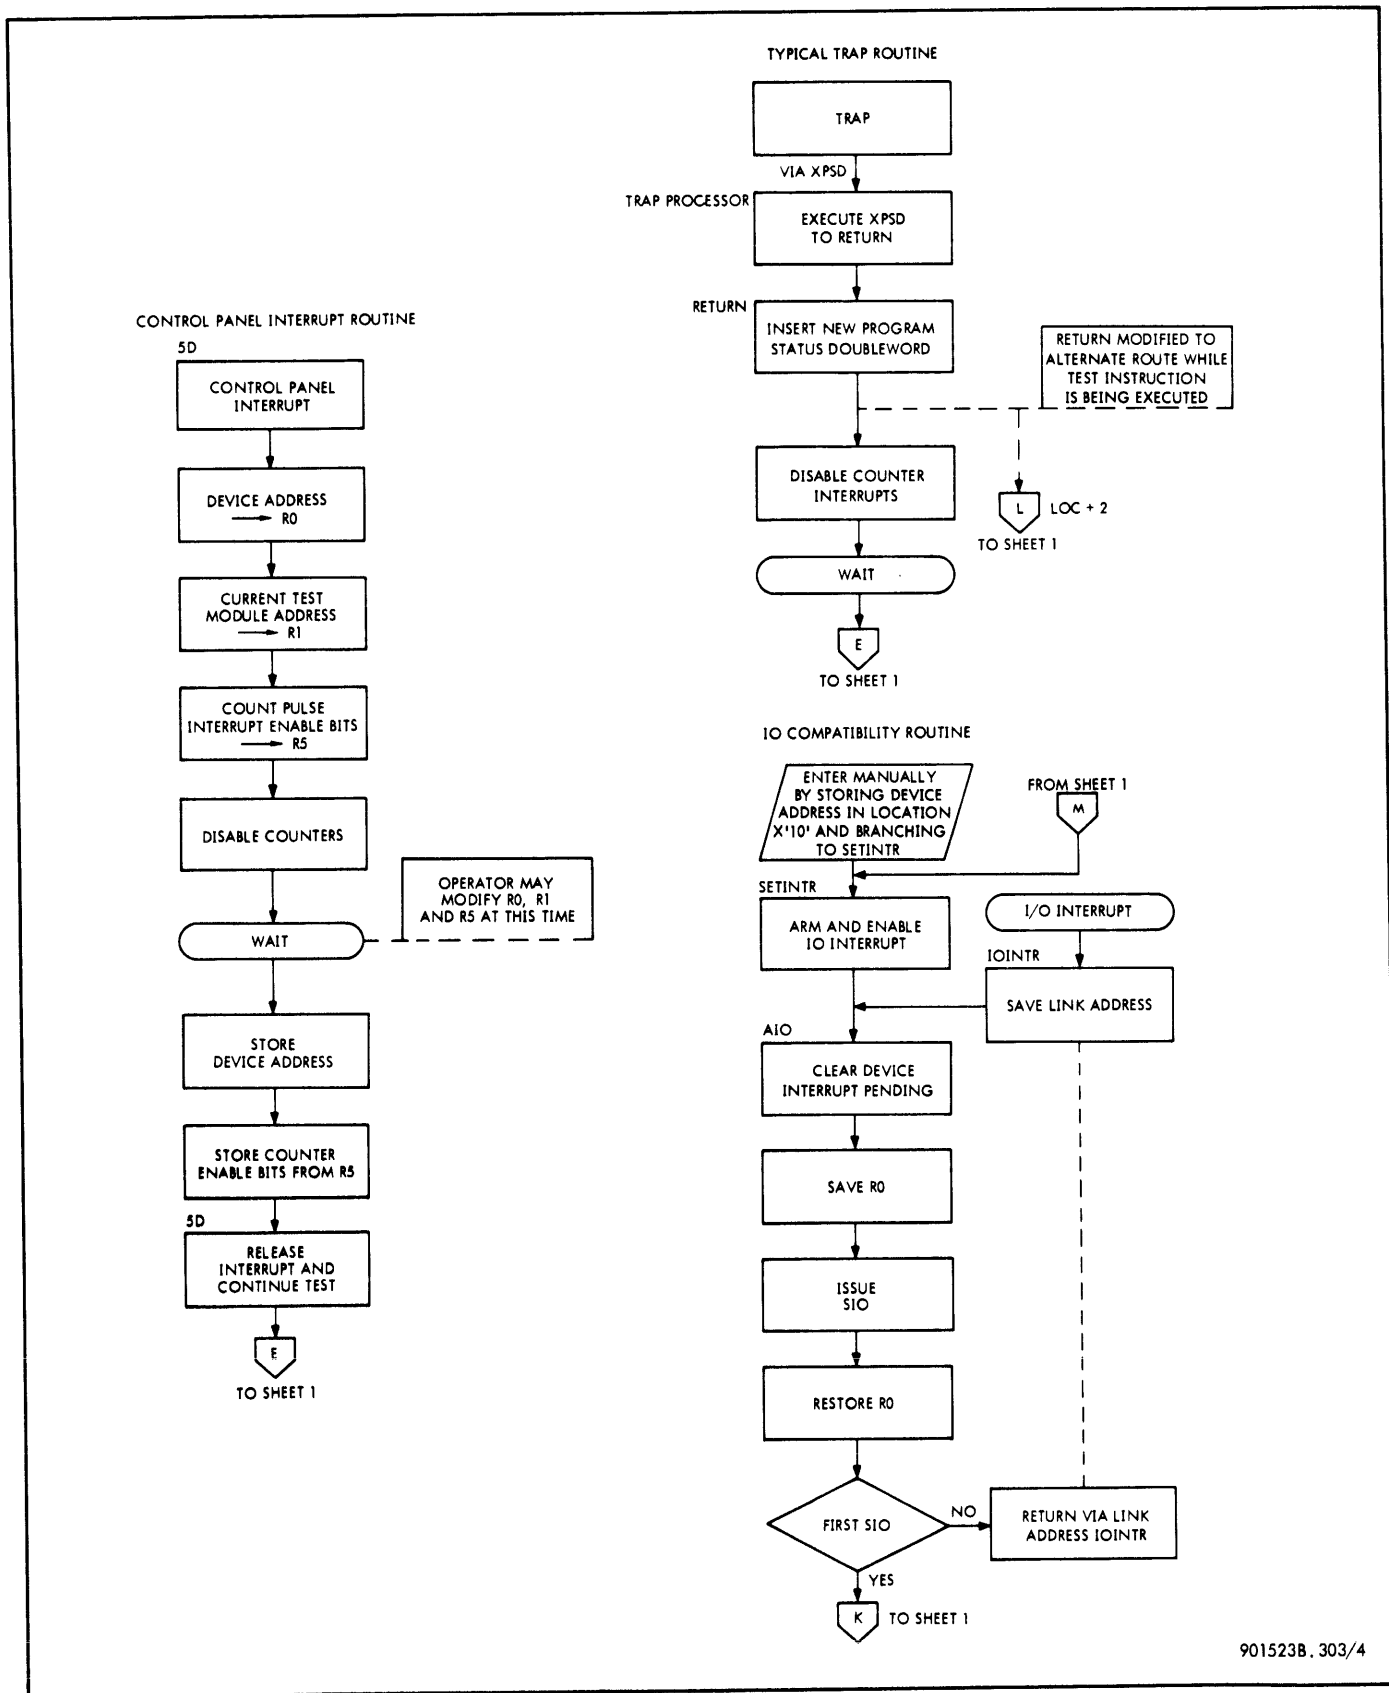 TYPICAL TRAP ROUTINE
TRAP
VIA XPSD
TRAP PROCESSOR
EXECUTE XPSD
TO RETURN
RETURN
INSERT NEW PROGRAM
STATUS DOUBLEWORD
RETURN MODIFIED TO
ALTERNATE ROUTE WHILE
TEST INSTRUCTION
IS BEING EXECUTED
DISABLE COUNTER
INTERRUPTS
L
LOC + 2
TO SHEET 1
WAIT
E
TO SHEET 1
CONTROL PANEL INTERRUPT ROUTINE
5D
CONTROL PANEL
INTERRUPT
DEVICE ADDRESS
→ R0
CURRENT TEST
MODULE ADDRESS
→ R1
COUNT PULSE
INTERRUPT ENABLE BITS
→ R5
DISABLE COUNTERS
WAIT
OPERATOR MAY
MODIFY R0, R1
AND R5 AT THIS TIME
STORE
DEVICE ADDRESS
STORE COUNTER
ENABLE BITS FROM R5
5D
RELEASE
INTERRUPT AND
CONTINUE TEST
E
TO SHEET 1
IO COMPATIBILITY ROUTINE
ENTER MANUALLY
BY STORING DEVICE
ADDRESS IN LOCATION
X'10' AND BRANCHING
TO SETINTR
FROM SHEET 1
M
SETINTR
ARM AND ENABLE
IO INTERRUPT
I/O INTERRUPT
IOINTR
SAVE LINK ADDRESS
AIO
CLEAR DEVICE
INTERRUPT PENDING
SAVE R0
ISSUE
SIO
RESTORE R0
FIRST SIO
NO
RETURN VIA LINK
ADDRESS IOINTR
YES
K
TO SHEET 1
901523B.303/4